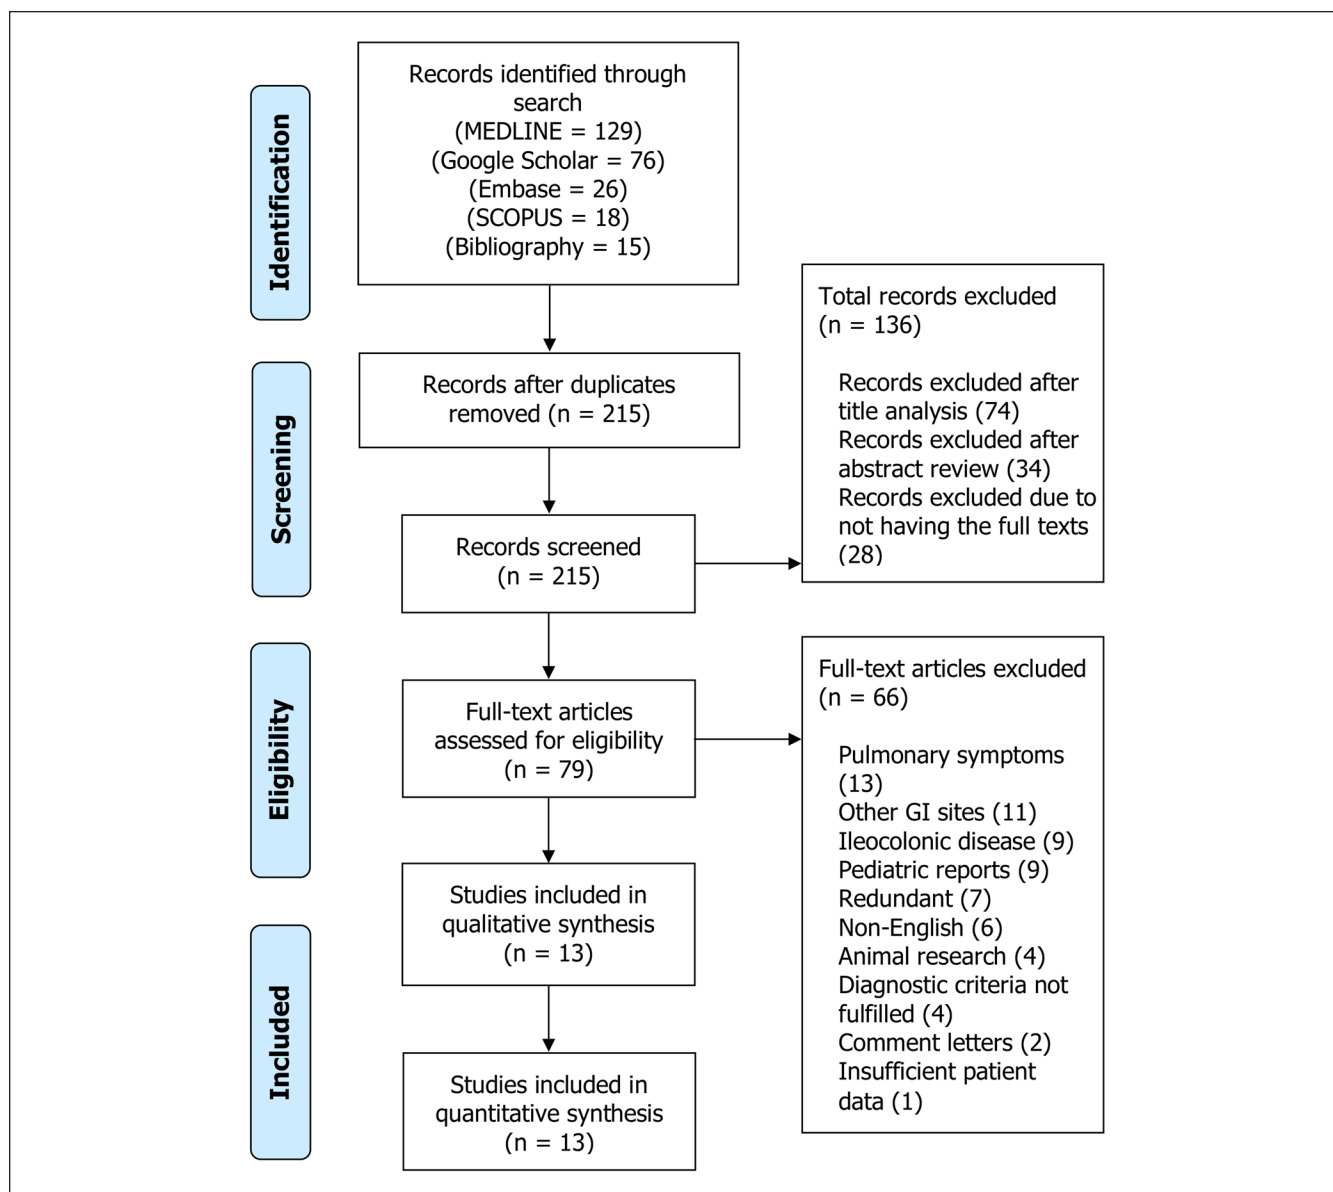 Identification
Records identified through
search
(MEDLINE = 129)
(Google Scholar = 76)
(Embase = 26)
(SCOPUS = 18)
(Bibliography = 15)
Total records excluded
(n = 136)
Records excluded after
title analysis (74)
Records excluded after
abstract review (34)
Records excluded due to
not having the full texts
(28)
Screening
Records after duplicates
removed (n = 215)
Records screened
(n = 215)
Eligibility
Full-text articles
assessed for eligibility
(n = 79)
Full-text articles excluded
(n = 66)
Pulmonary symptoms
(13)
Other GI sites (11)
Ileocolonic disease (9)
Pediatric reports (9)
Redundant (7)
Non-English (6)
Animal research (4)
Diagnostic criteria not
fulfilled (4)
Comment letters (2)
Insufficient patient
data (1)
Studies included in
qualitative synthesis
(n = 13)
Included
Studies included in
quantitative synthesis
(n = 13)